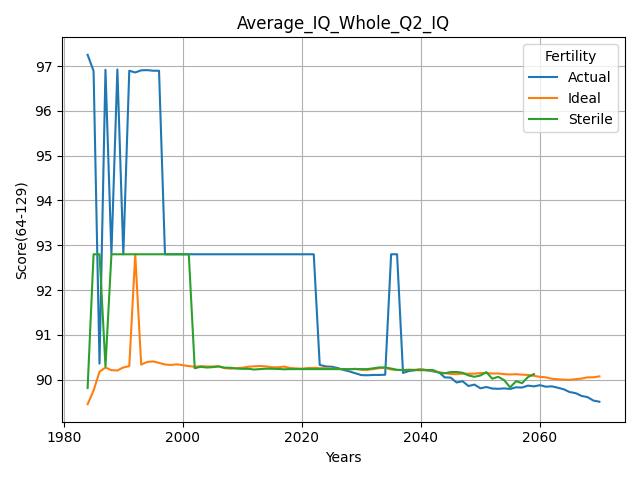 Average_IQ_Whole_Q2_IQ
Fertility
Actual
Ideal
Sterile
Score(64-129)
97
96
95
94
93
92
91
90
1980
2000
2020
2040
2060
Years